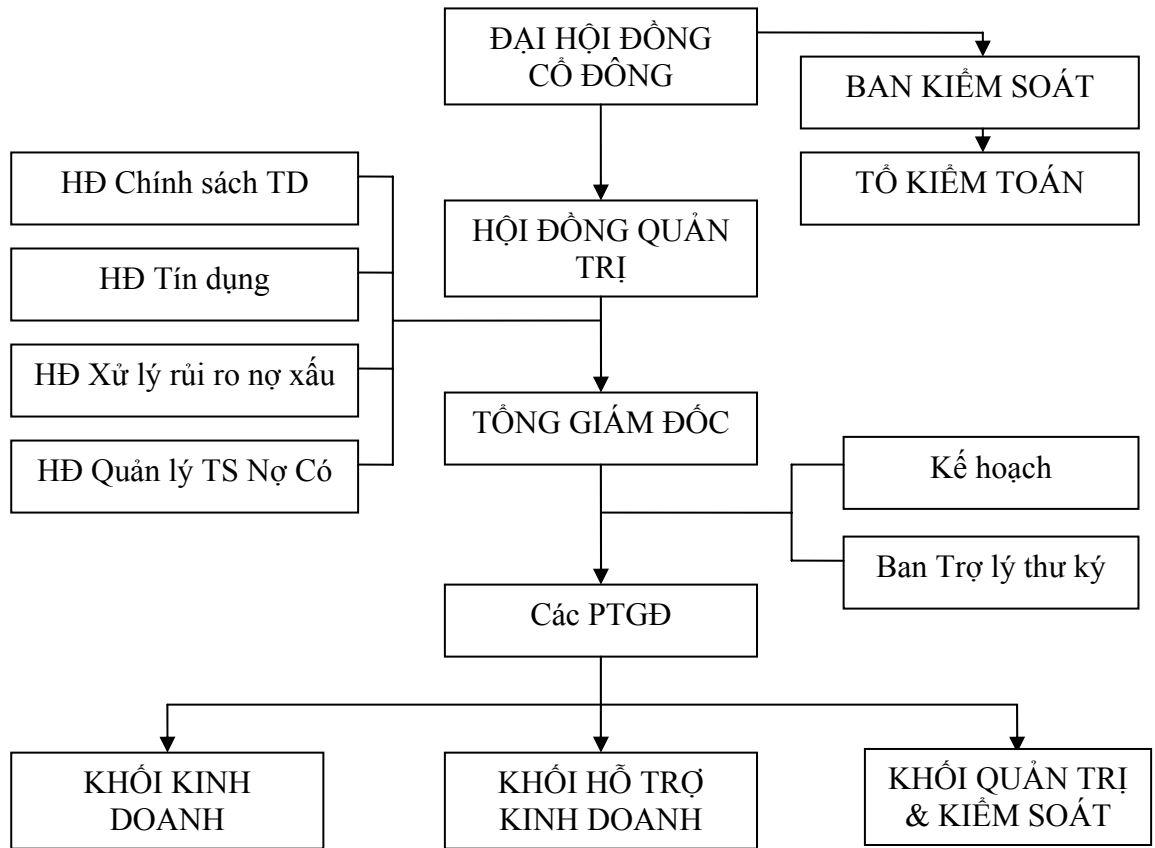 ĐẠI HỘI ĐỒNG
CỔ ĐÔNG
BAN KIỂM SOÁT
TỔ KIỂM TOÁN
HĐ Chính sách TD
HỘI ĐỒNG QUẢN
TRỊ
HĐ Tín dụng
HĐ Xử lý rủi ro nợ xấu
TỔNG GIÁM ĐỐC
HĐ Quản lý TS Nợ Có
Kế hoạch
Ban Trợ lý thư ký
Các PTGĐ
KHỐI KINH
DOANH
KHỐI HỖ TRỢ
KINH DOANH
KHỐI QUẢN TRỊ
& KIỂM SOÁT